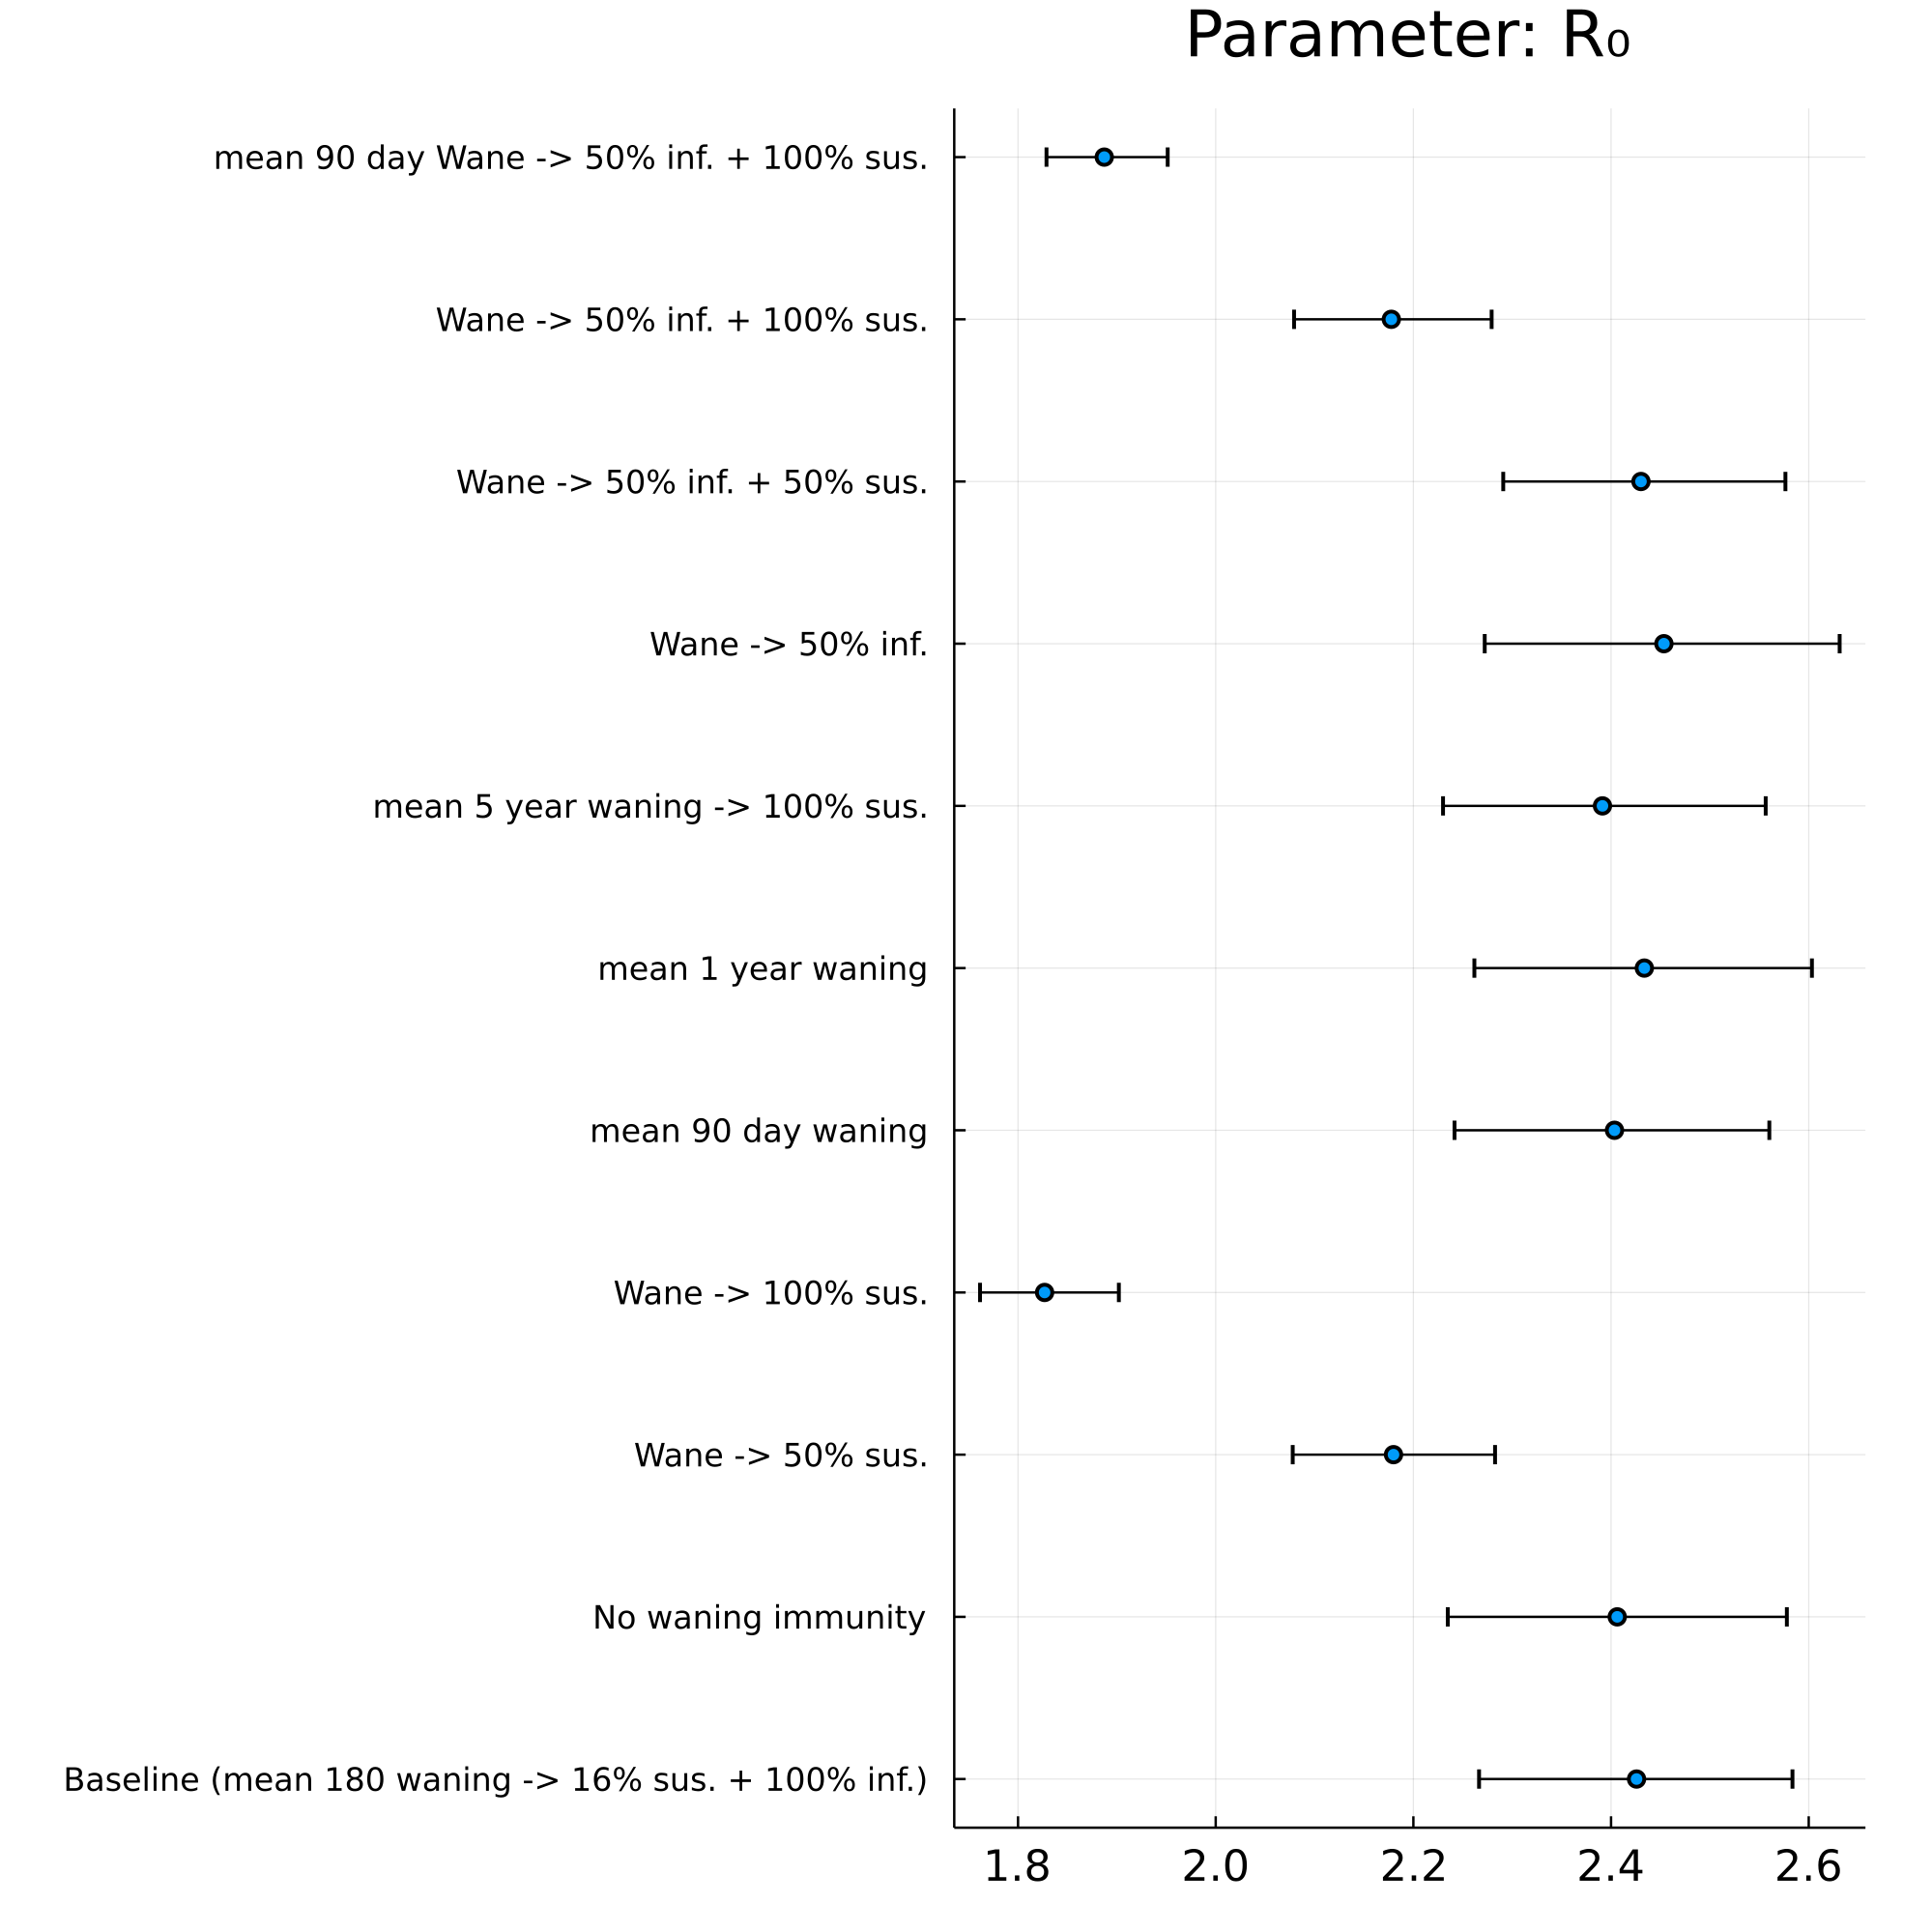 Parameter: R₀
mean 90 day Wane -> 50% inf. + 100% sus.
Wane -> 50% inf. + 100% sus.
Wane -> 50% inf. + 50% sus.
Wane -> 50% inf.
mean 5 year waning -> 100% sus.
mean 1 year waning
mean 90 day waning
Wane -> 100% sus.
Wane -> 50% sus.
No waning immunity
Baseline (mean 180 waning -> 16% sus. + 100% inf.)
1.8 2.0 2.2 2.4 2.6